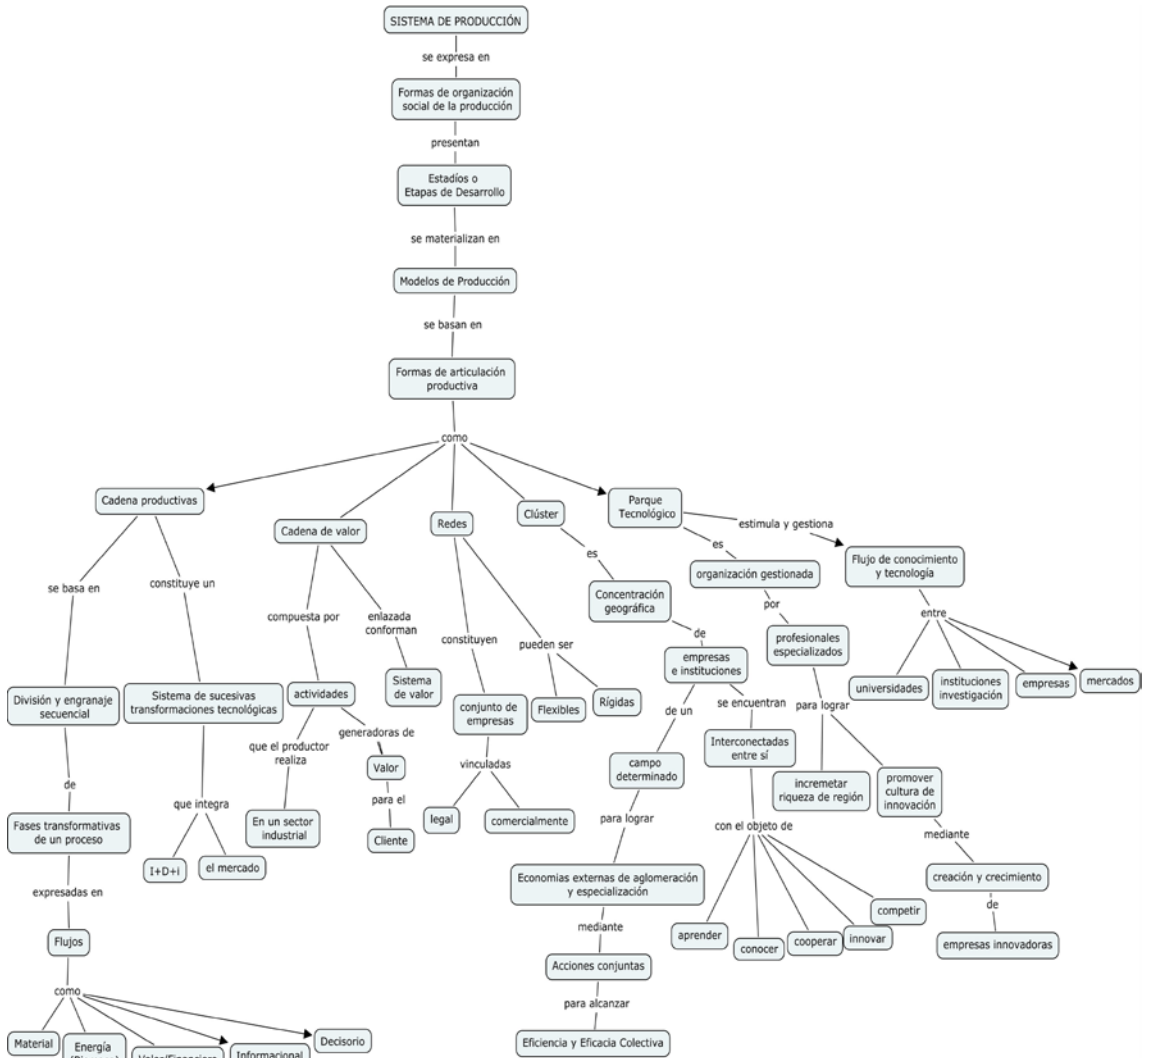 SISTEMA DE PRODUCCIÓN
se expresa en
Formas de organización
social de la producción
presentan
Estadíos o
Etapas de Desarrollo
se materializan en
Modelos de Producción
se basan en
Formas de articulación
productiva
como
Cadena productivas
se basa en
División y engranaje
secuencial
de
Fases transformativas
de un proceso
expresadas en
Flujos
como
Material
Energía
Informacional
Decisorio
constituye un
Sistema de sucesivas
transformaciones tecnológicas
que integra
I+D+i
el mercado
Cadena de valor
compuesta por
actividades
que el productor
realiza
En un sector
industrial
generadoras de
Valor
para el
Cliente
enlazada
conforman
Sistema
de valor
Redes
constituyen
conjunto de
empresas
vinculadas
legal
comercialmente
pueden ser
Flexibles
Rígidas
Clúster
es
Concentración
geográfica
de
empresas
e instituciones
de un
campo
determinado
para lograr
Economias externas de aglomeración
y especialización
mediante
Acciones conjuntas
para alcanzar
Eficiencia y Eficacia Colectiva
se encuentran
Interconectadas
entre sí
con el objeto de
aprender
conocer
cooperar
innovar
competir
Parque
Tecnológico
es
organización gestionada
por
profesionales
especializados
para lograr
incremetar
riqueza de región
promover
cultura de
innovación
mediante
creación y crecimiento
de
empresas innovadoras
estimula y gestiona
Flujo de conocimiento
y tecnología
entre
universidades
instituciones
investigación
empresas
mercados